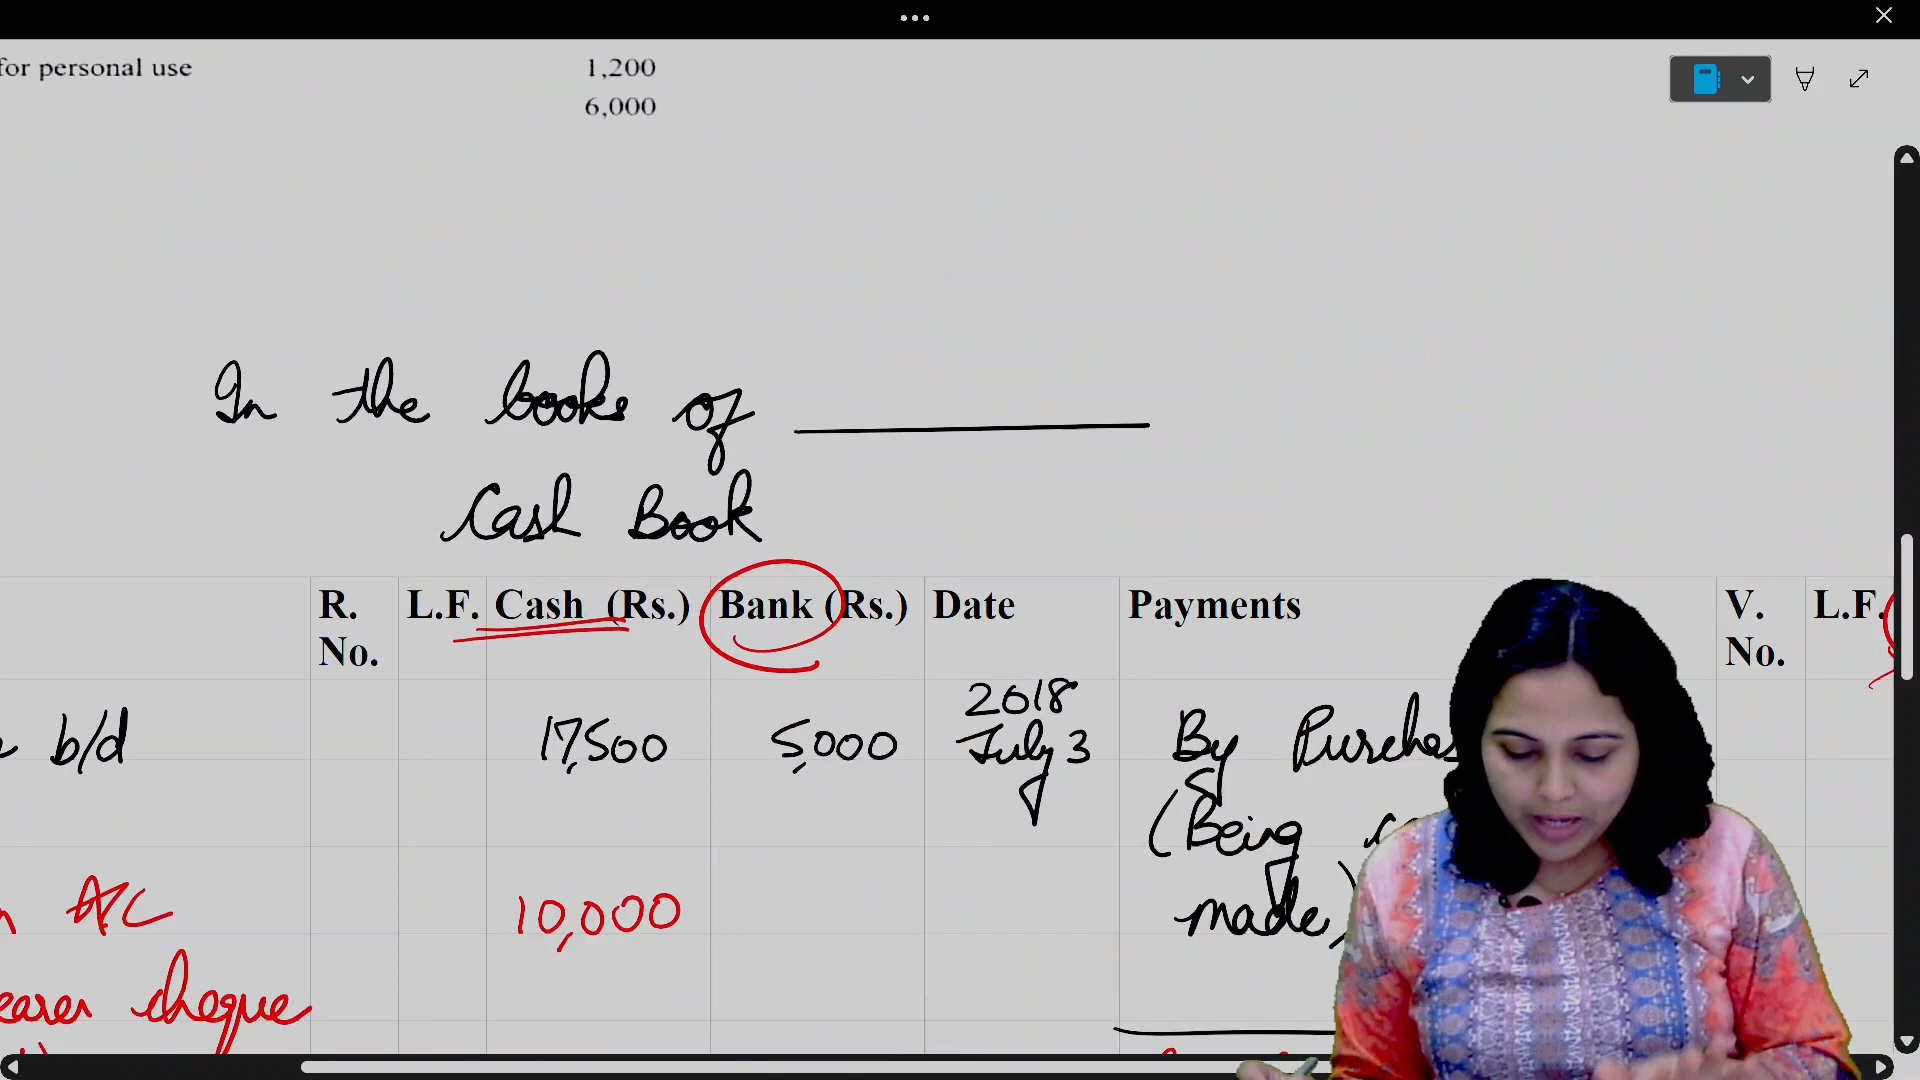 for personal use 1,200
6,000
In the books of
Cash Book
R. No. L.F. Cash (Rs.) Bank (Rs.) Date Payments V. No. L.F.
b/d 17,500 5,000 2018 July 3 By
(Being
made)
A/C 10,000
cheque